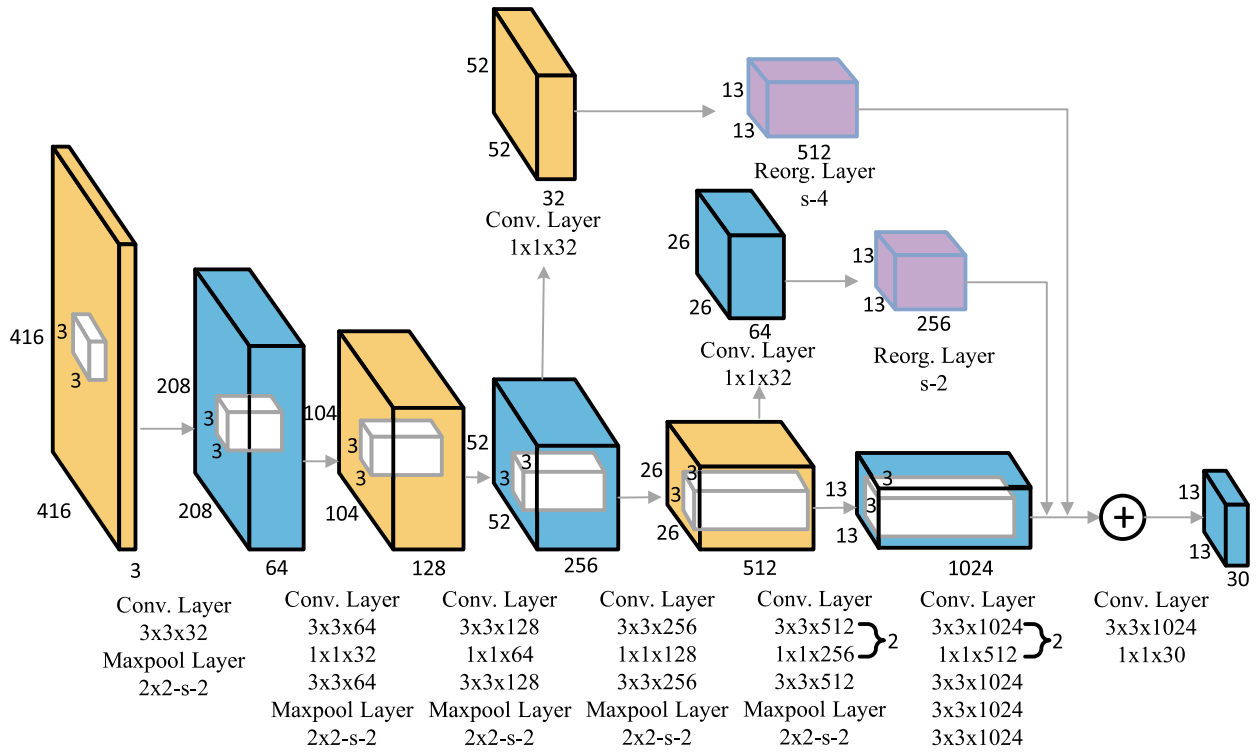 52
52
32
Conv. Layer
1x1x32
13
13
512
Reorg. Layer
s-4
26
26
64
Conv. Layer
1x1x32
13
13
256
Reorg. Layer
s-2
416
416
3
3
3
208
208
3
3
64
104
104
3
3
128
52
52
3
3
256
26
26
3
3
512
13
13
3
3
1024
+
13
13
30
Conv. Layer
3x3x32
Maxpool Layer
2x2-s-2
Conv. Layer
3x3x64
1x1x32
3x3x64
Maxpool Layer
2x2-s-2
Conv. Layer
3x3x128
1x1x64
3x3x128
Maxpool Layer
2x2-s-2
Conv. Layer
3x3x256
1x1x128
3x3x256
Maxpool Layer
2x2-s-2
Conv. Layer
3x3x512
1x1x256
2
3x3x512
Maxpool Layer
2x2-s-2
Conv. Layer
3x3x1024
1x1x512
2
3x3x1024
3x3x1024
3x3x1024
Conv. Layer
3x3x1024
1x1x30